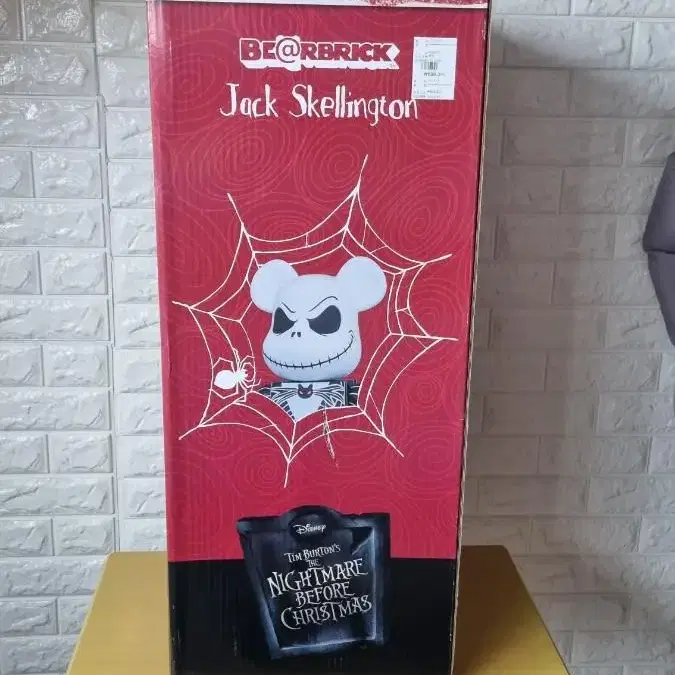 BE@RBRICK
Jack Skellington
Disney
TIM BURTON'S
THE
NIGHTMARE
BEFORE
CHRISTMAS